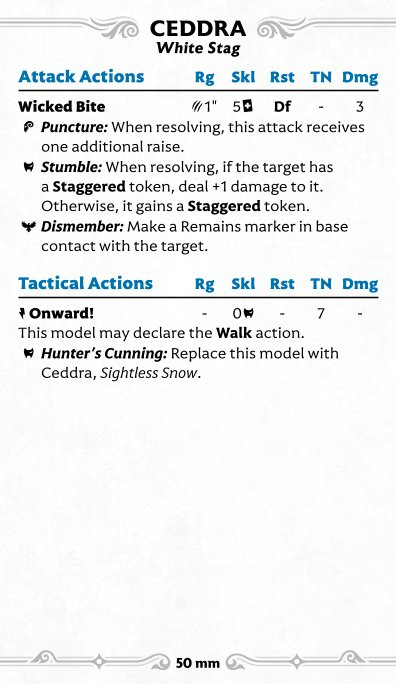 CEDDRA
White Stag
Attack Actions Rg Skl Rst TN Dmg
Wicked Bite 1" 5 Df - 3
Puncture: When resolving, this attack receives
one additional raise.
Stumble: When resolving, if the target has
a Staggered token, deal +1 damage to it.
Otherwise, it gains a Staggered token.
Dismember: Make a Remains marker in base
contact with the target.
Tactical Actions Rg Skl Rst TN Dmg
Onward! - 0 - 7 -
This model may declare the Walk action.
Hunter's Cunning: Replace this model with
Ceddra, Sightless Snow.
50 mm